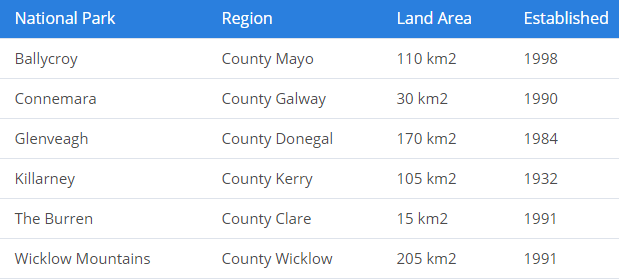 National Park Region Land Area Established
Ballycroy County Mayo 110 km2 1998
Connemara County Galway 30 km2 1990
Glenveagh County Donegal 170 km2 1984
Killarney County Kerry 105 km2 1932
The Burren County Clare 15 km2 1991
Wicklow Mountains County Wicklow 205 km2 1991